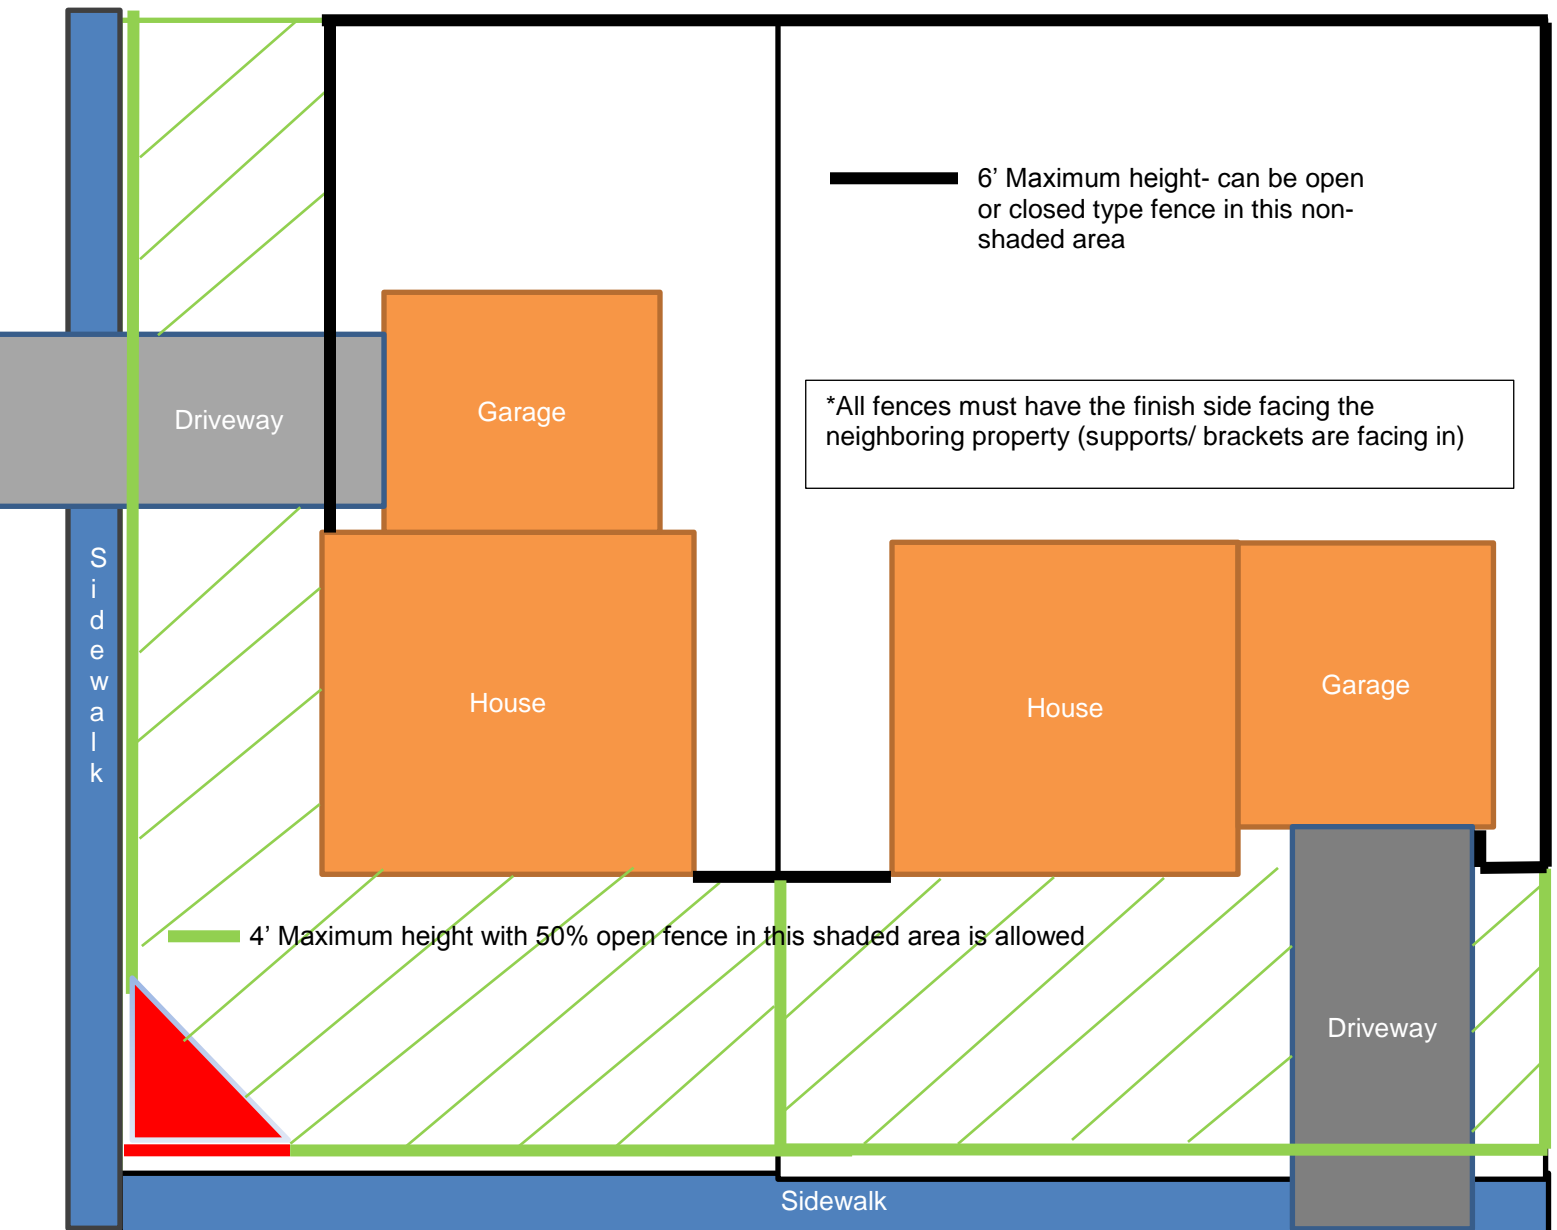 6’ Maximum height- can be open
or closed type fence in this non-
shaded area
Driveway
Garage
*All fences must have the finish side facing the
neighboring property (supports/ brackets are facing in)
Sidewalk
House
House
Garage
4’ Maximum height with 50% open fence in this shaded area is allowed
Driveway
Sidewalk